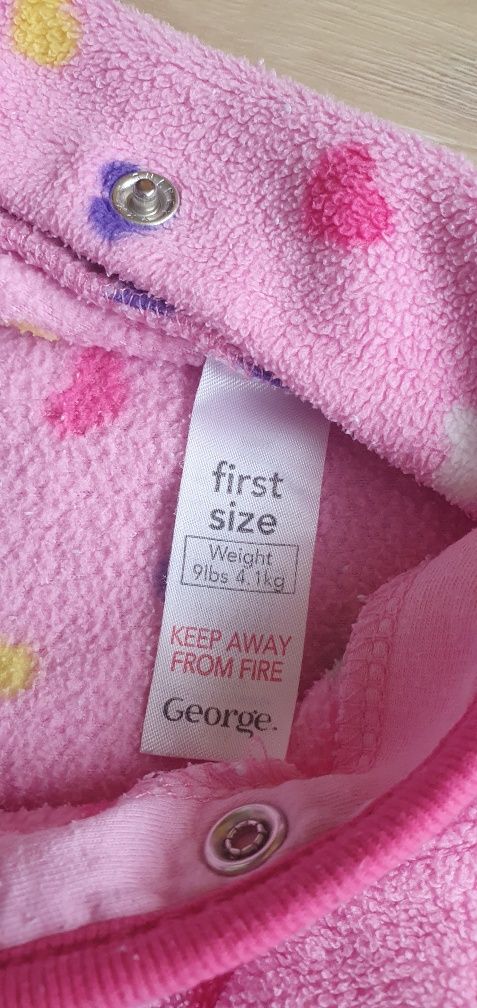 first
size
Weight
9lbs 4.1kg
KEEP AWAY
FROM FIRE
George.